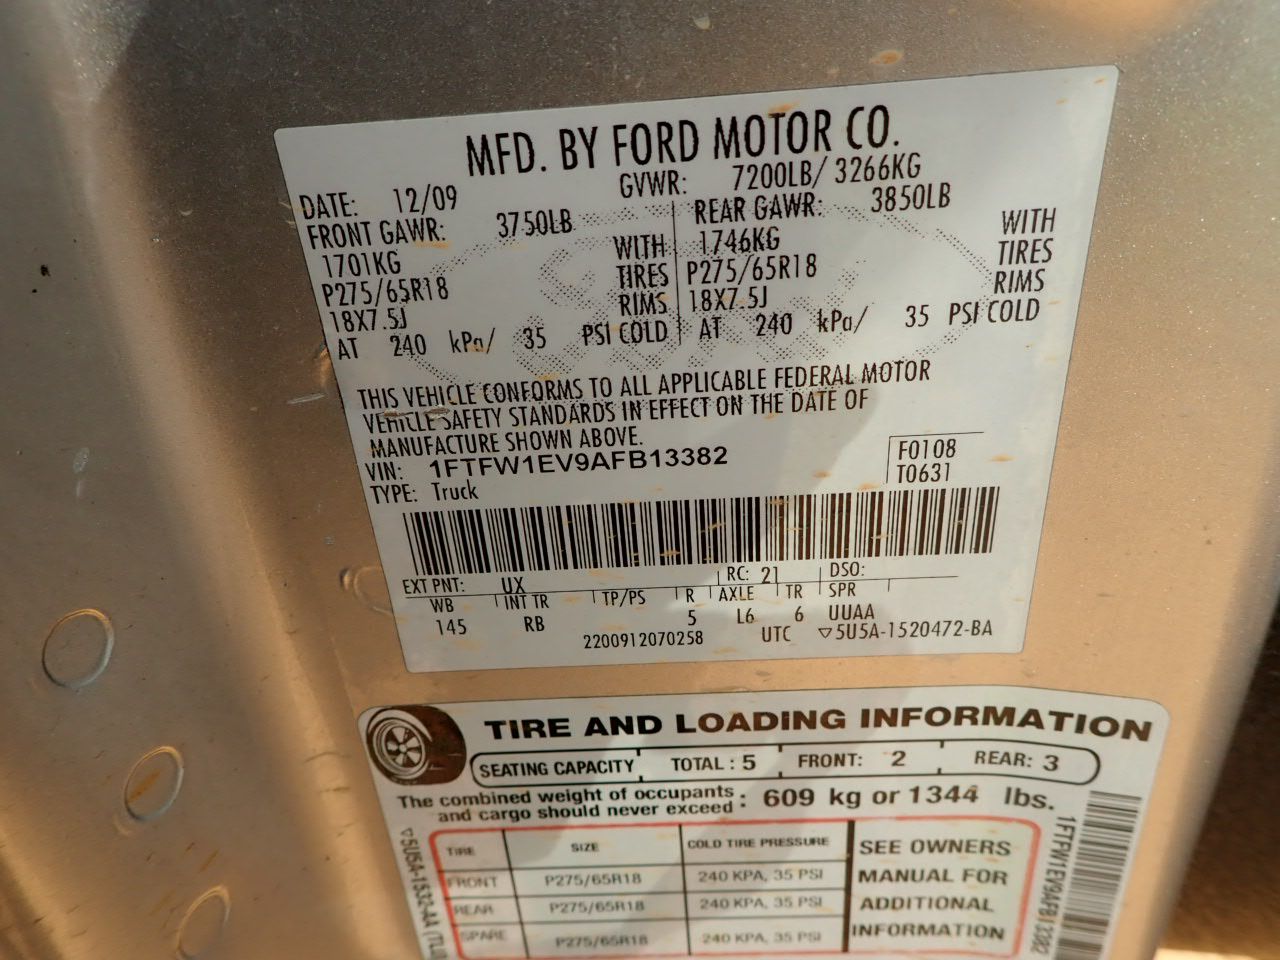 MFD. BY FORD MOTOR CO.
DATE: 12/09 GVWR: 7200LB/ 3266KG
FRONT GAWR: 3750LB REAR GAWR: 3850LB
1701KG WITH 1746KG WITH
P275/65R18 TIRES P275/65R18 TIRES
18X7.5J RIMS 18X7.5J RIMS
AT 240 kPa/ 35 PSI COLD AT 240 kPa/ 35 PSI COLD
THIS VEHICLE CONFORMS TO ALL APPLICABLE FEDERAL MOTOR
VEHICLE SAFETY STANDARDS IN EFFECT ON THE DATE OF
MANUFACTURE SHOWN ABOVE.
VIN: 1FTFW1EV9AFB13382 F0108
TYPE: Truck T0631
EXT PNT: UX RC: 21 DSO:
WB INT TR TP/PS R AXLE TR SPR
145 RB 5 L6 6 UUAA
2200912070258 UTC ▽5U5A-1520472-BA
TIRE AND LOADING INFORMATION
SEATING CAPACITY TOTAL : 5 FRONT: 2 REAR: 3
The combined weight of occupants
and cargo should never exceed : 609 kg or 1344 lbs.
TIRE SIZE COLD TIRE PRESSURE SEE OWNERS
FRONT P275/65R18 240 KPA, 35 PSI MANUAL FOR
REAR P275/65R18 240 KPA, 35 PSI ADDITIONAL
SPARE P275/65R18 240 KPA, 35 PSI INFORMATION
▽5U5A-1532-AA
1FTFW1EV9AFB13382